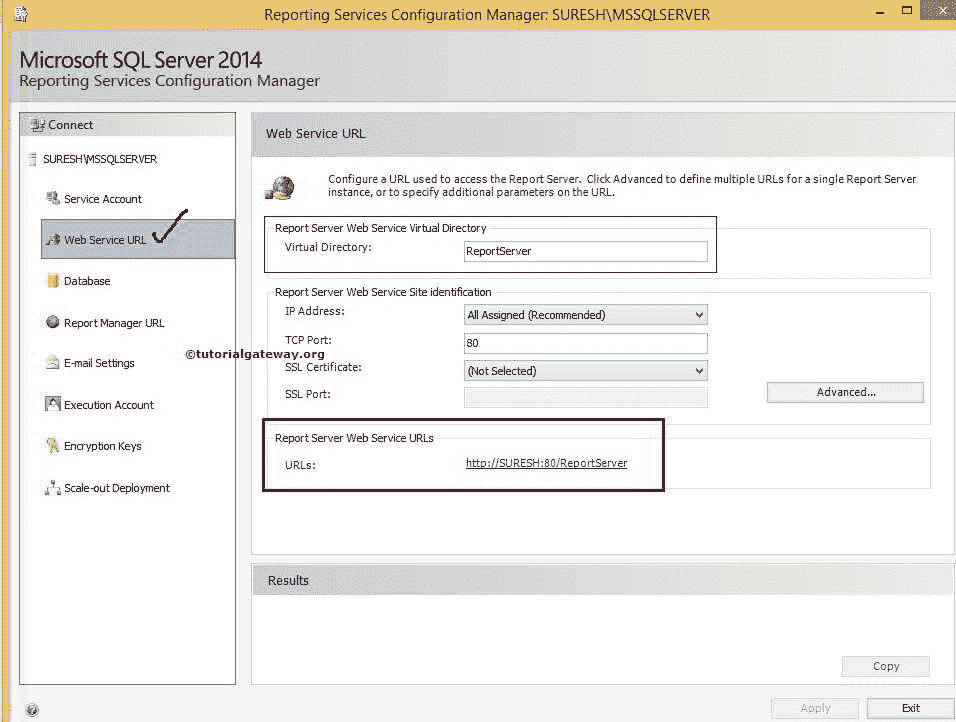 Reporting Services Configuration Manager: SURESH\MSSQLSERVER
Microsoft SQL Server 2014
Reporting Services Configuration Manager
Connect
SURESH\MSSQLSERVER
Service Account
Web Service URL
Database
Report Manager URL
E-mail Settings
Execution Account
Encryption Keys
Scale-out Deployment
©tutorialgateway.org
Web Service URL
Configure a URL used to access the Report Server. Click Advanced to define multiple URLs for a single Report Server
instance, or to specify additional parameters on the URL.
Report Server Web Service Virtual Directory
Virtual Directory: ReportServer
Report Server Web Service Site identification
IP Address: All Assigned (Recommended)
TCP Port: 80
SSL Certificate: (Not Selected)
SSL Port:
Advanced...
Report Server Web Service URLs
URLs: http://SURESH:80/ReportServer
Results
Copy
Apply Exit